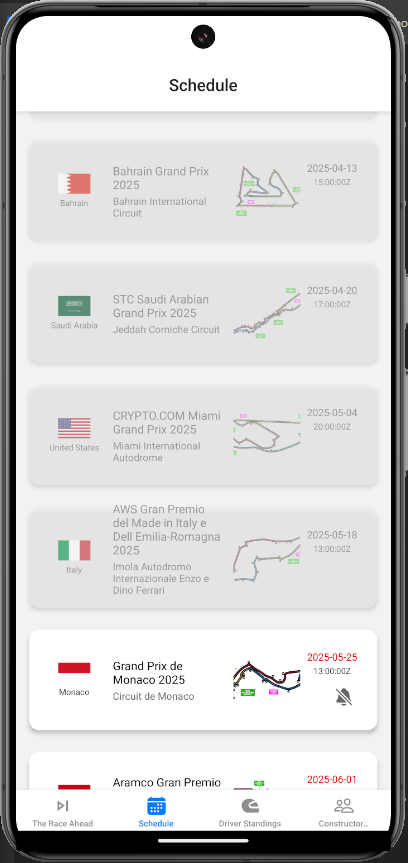 Schedule
Bahrain Grand Prix
2025
Bahrain International
Circuit
Bahrain
2025-04-13
15:00:00Z
STC Saudi Arabian
Grand Prix 2025
Jeddah Corniche Circuit
Saudi Arabia
2025-04-20
17:00:00Z
CRYPTO.COM Miami
Grand Prix 2025
Miami International
Autodrome
United States
2025-05-04
20:00:00Z
AWS Gran Premio
del Made in Italy e
Dell Emilia-Romagna
2025
Imola Autodromo
Internazionale Enzo e
Dino Ferrari
Italy
2025-05-18
13:00:00Z
Grand Prix de
Monaco 2025
Circuit de Monaco
Monaco
2025-05-25
13:00:00Z
Aramco Gran Premio
2025-06-01
The Race Ahead
Schedule
Driver Standings
Constructor...